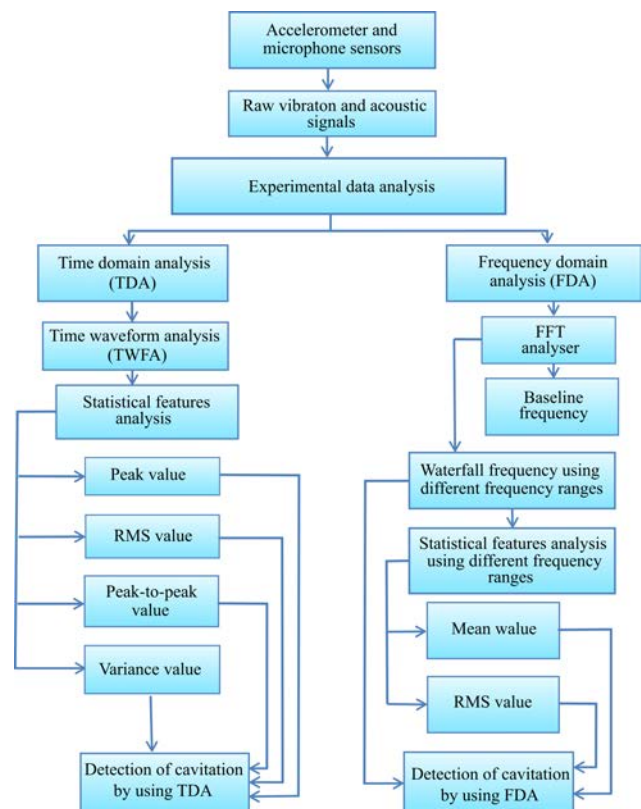 Accelerometer and
microphone sensors
Raw vibraton and acoustic
signals
Experimental data analysis
Time domain analysis
(TDA)
Time waveform analysis
(TWFA)
Statistical features
analysis
Peak value
RMS value
Peak-to-peak
value
Variance value
Detection of cavitation
by using TDA
Frequency domain
analysis (FDA)
FFT
analyser
Baseline
frequency
Waterfall frequency using
different frequency ranges
Statistical features analysis
using different frequency
ranges
Mean walue
RMS value
Detection of cavitation
by using FDA